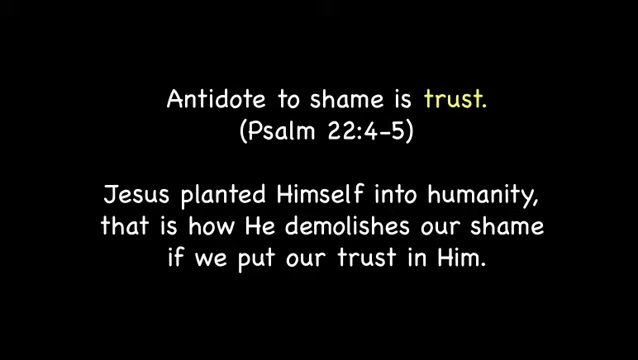 Antidote to shame is trust.
(Psalm 22:4-5)
Jesus planted Himself into humanity,
that is how He demolishes our shame
if we put our trust in Him.